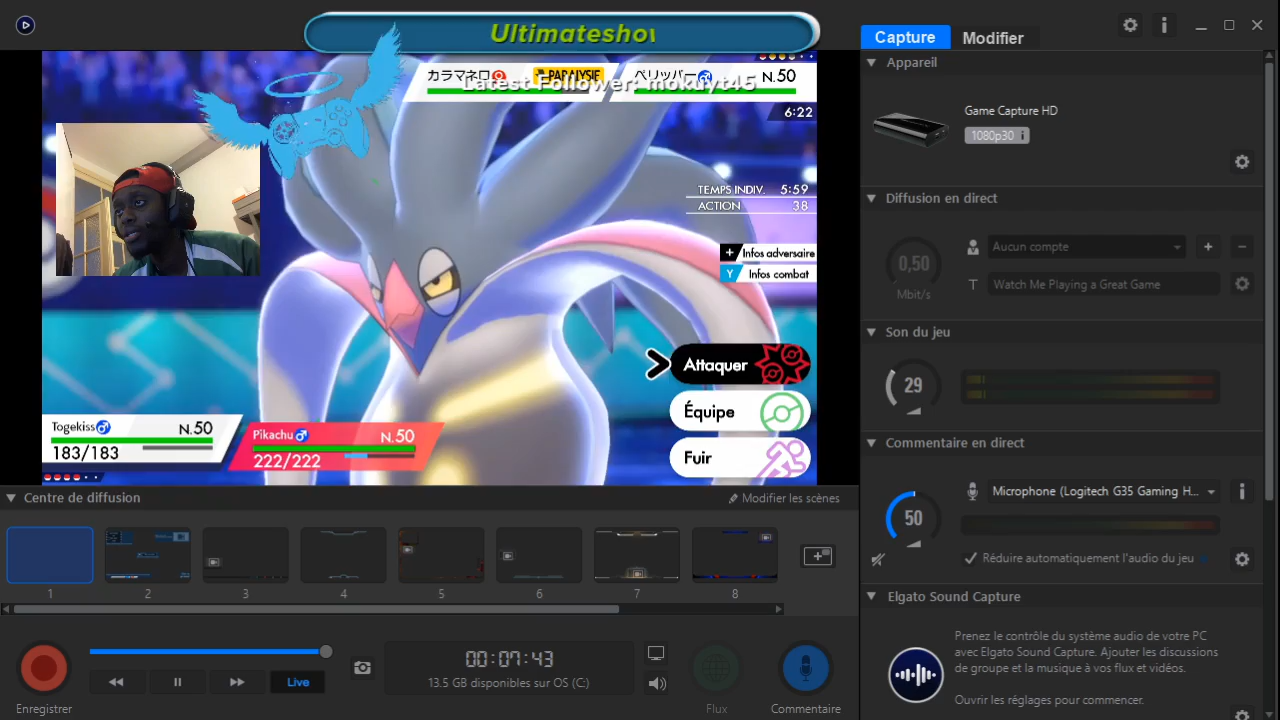 Ultimateshow
カラマネロ
PARALYSIE
ペリッパー
N.50
Latest Follower: mokuyt45
6:22
TEMPS INDIV. 5:59
ACTION 38
+ Infos adversaire
Y Infos combat
Attaquer
Équipe
Fuir
Togekiss♂ N.50
183/183
Pikachu♂ N.50
222/222
Capture
Modifier
Appareil
Game Capture HD
1080p30 i
Diffusion en direct
0,50
Mbit/s
Aucun compte
T Watch Me Playing a Great Game
Son du jeu
29
Commentaire en direct
50
Microphone (Logitech G35 Gaming H...
Réduire automatiquement l'audio du jeu
Elgato Sound Capture
Prenez le contrôle du système audio de votre PC
avec Elgato Sound Capture. Ajouter les discussions
de groupe et la musique à vos flux et vidéos.
Ouvrir les réglages pour commencer.
Centre de diffusion
Modifier les scènes
1 2 3 4 5 6 7 8
Enregistrer
Live
00:07:43
13.5 GB disponibles sur OS (C:)
Flux
Commentaire